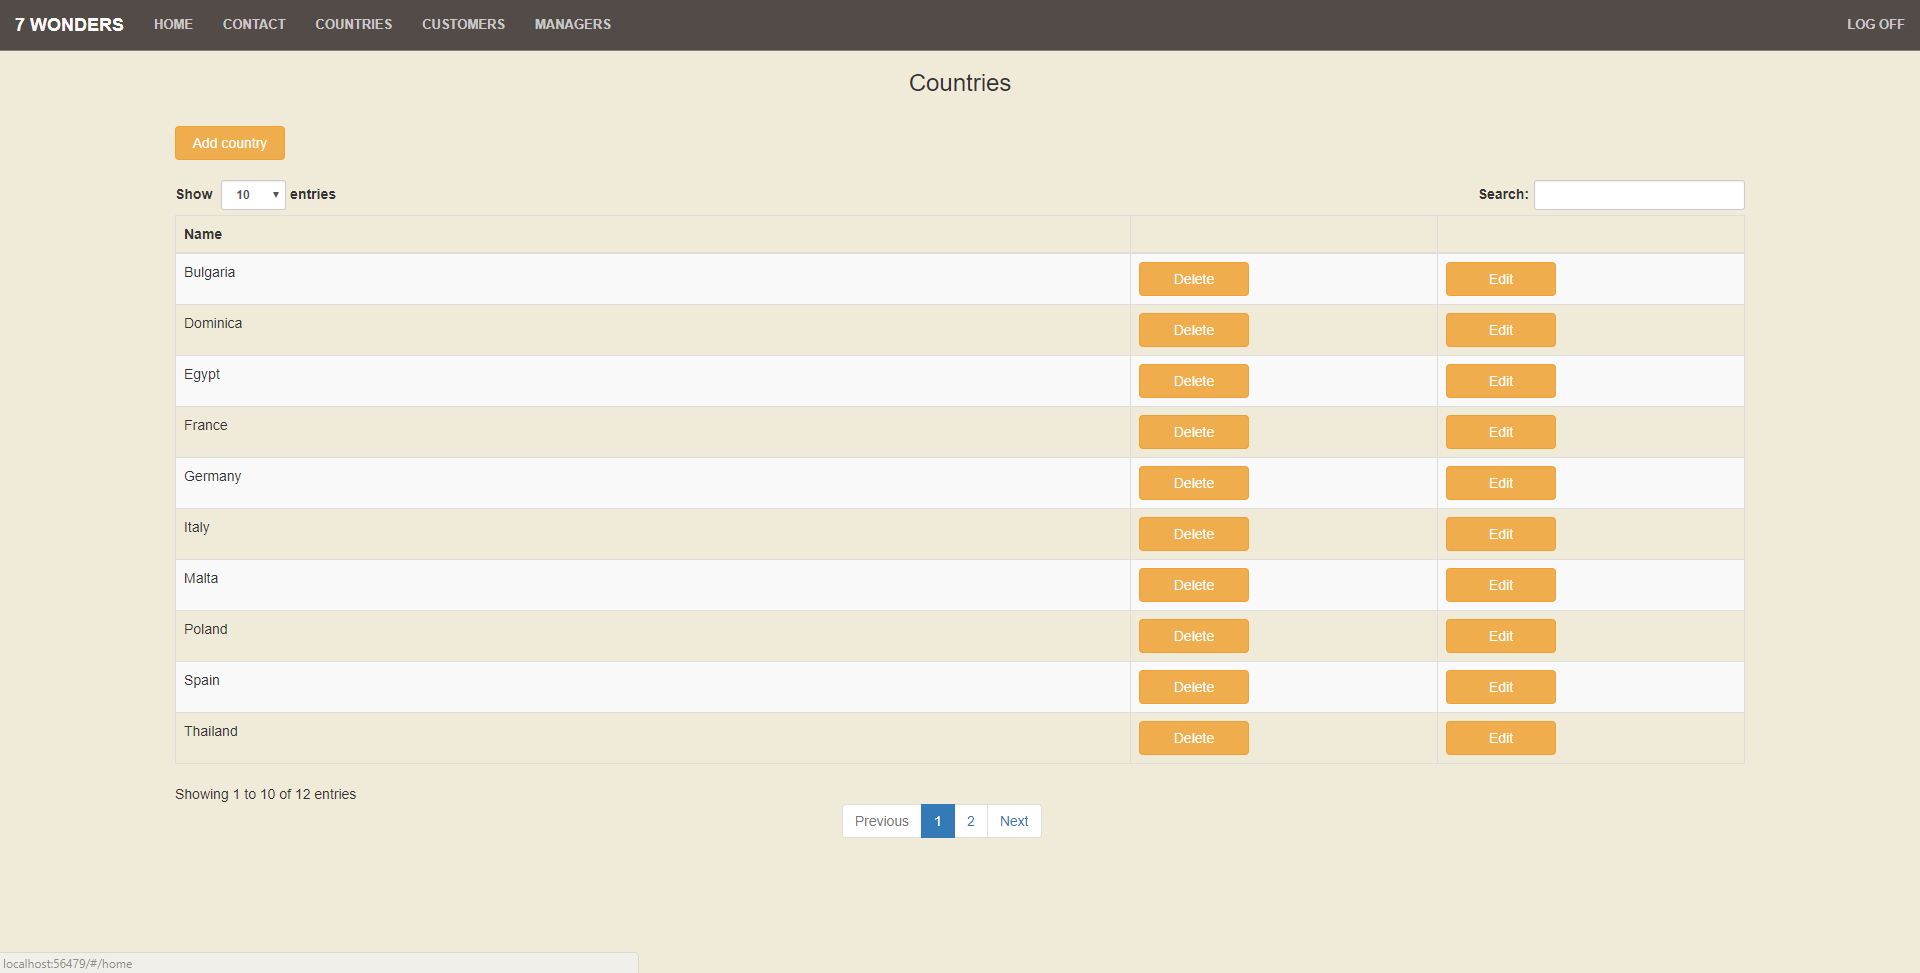 7 WONDERS HOME CONTACT COUNTRIES CUSTOMERS MANAGERS LOG OFF
Countries
Add country
Show 10 entries Search:
Name
Bulgaria Delete Edit
Dominica Delete Edit
Egypt Delete Edit
France Delete Edit
Germany Delete Edit
Italy Delete Edit
Malta Delete Edit
Poland Delete Edit
Spain Delete Edit
Thailand Delete Edit
Showing 1 to 10 of 12 entries
Previous 1 2 Next
localhost:56479/#/home